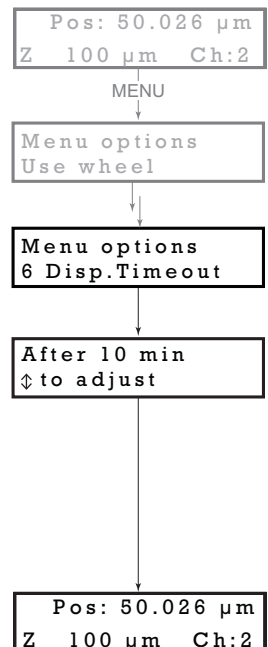 Pos: 50.026 µm
Z 100 µm Ch:2
MENU
Menu options
Use wheel
Menu options
6 Disp.Timeout
After 10 min
⇕ to adjust
Pos: 50.026 µm
Z 100 µm Ch:2